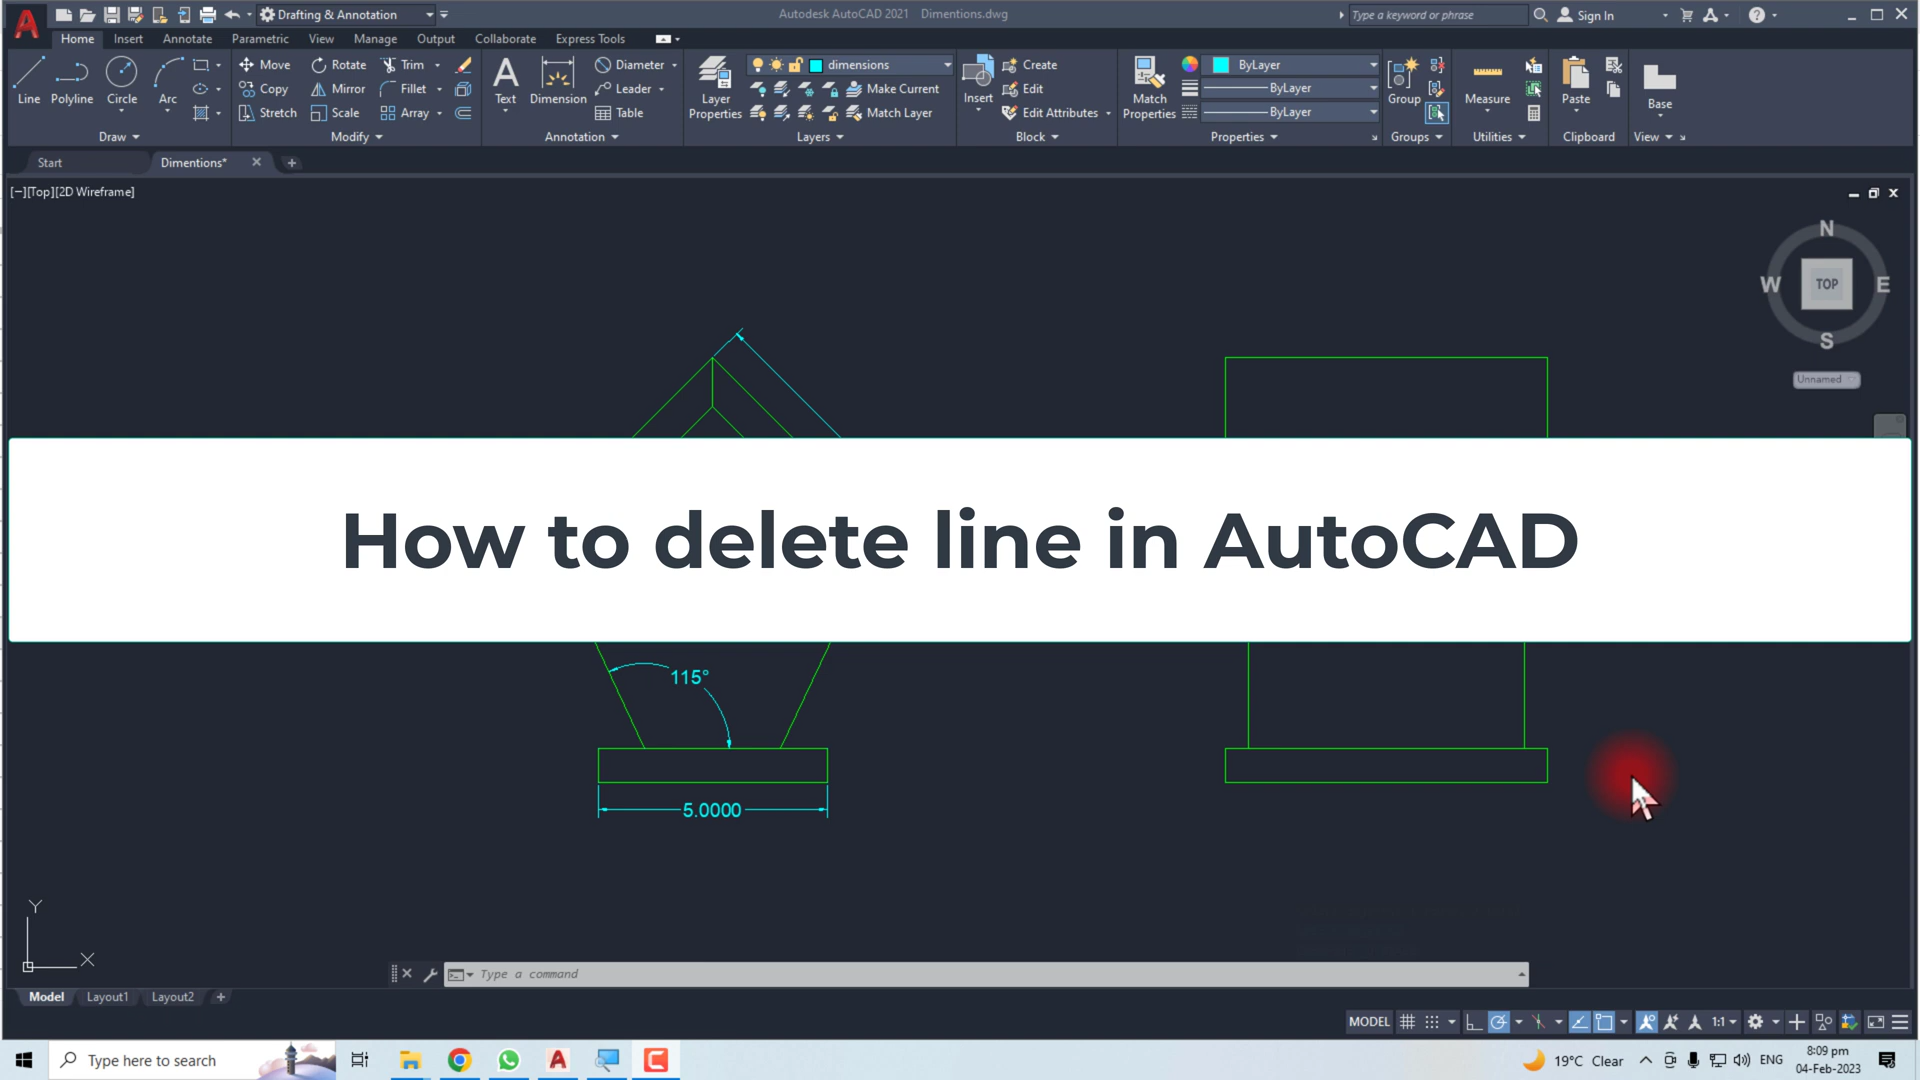 Drafting & Annotation
Autodesk AutoCAD 2021 Dimentions.dwg
Type a keyword or phrase
Sign In
Home Insert Annotate Parametric View Manage Output Collaborate Express Tools
Line Polyline Circle Arc
Move Rotate Trim
Copy Mirror Fillet
Stretch Scale Array
Text Dimension
Diameter
Leader
Table
Layer Properties
dimensions
Make Current
Match Layer
Insert
Create
Edit
Edit Attributes
Match Properties
ByLayer
ByLayer
ByLayer
Group
Measure
Paste
Base
Draw Modify Annotation Layers Block Properties Groups Utilities Clipboard View
Start Dimentions*
[−][Top][2D Wireframe]
N
W TOP E
S
Unnamed
How to delete line in AutoCAD
115°
5.0000
Y
X
Type a command
Model Layout1 Layout2
MODEL 1:1
Type here to search
19°C Clear ENG
8:09 pm
04-Feb-2023